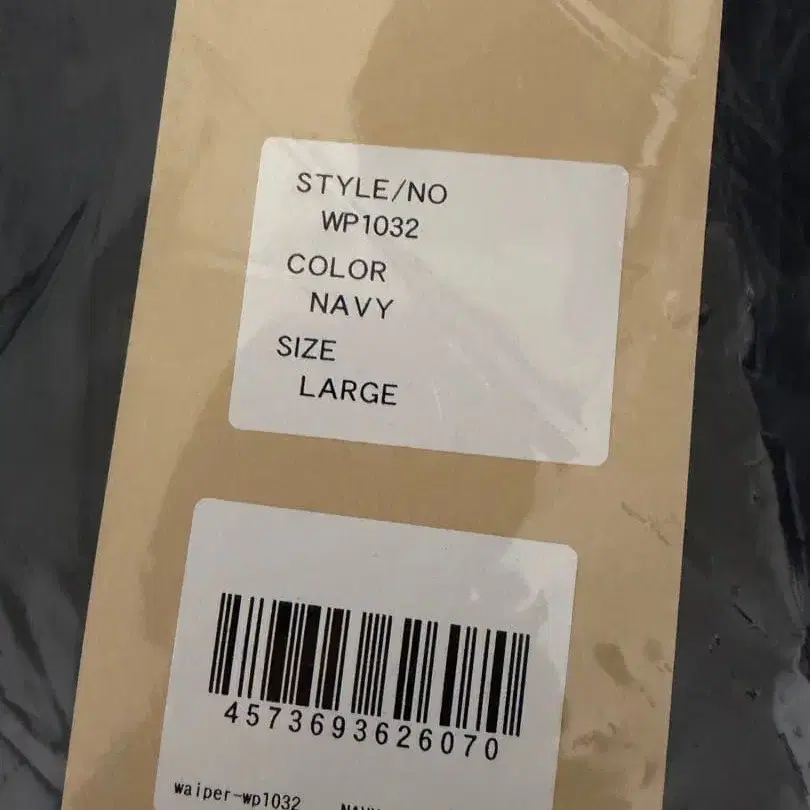 STYLE/NO
WP1032
COLOR
NAVY
SIZE
LARGE
4573693626070
waiper-wp1032